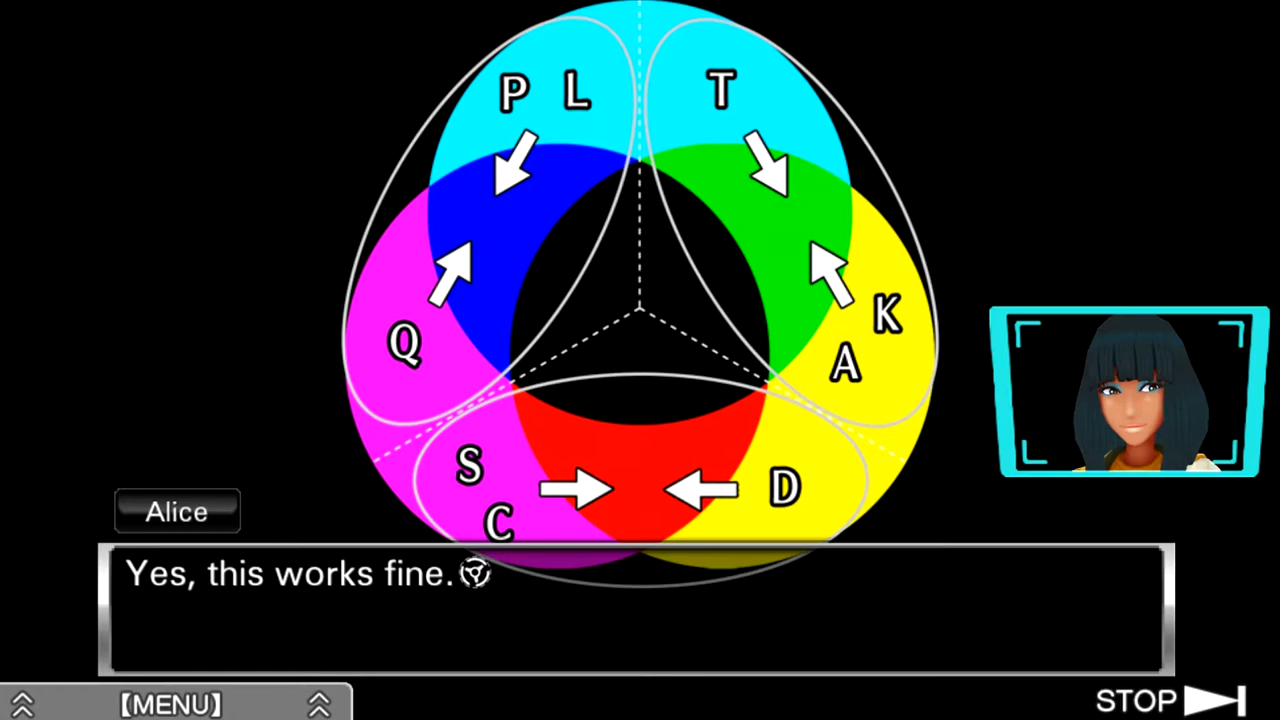 P L T
Q K
A
S D
C
Alice
Yes, this works fine.
【MENU】 STOP